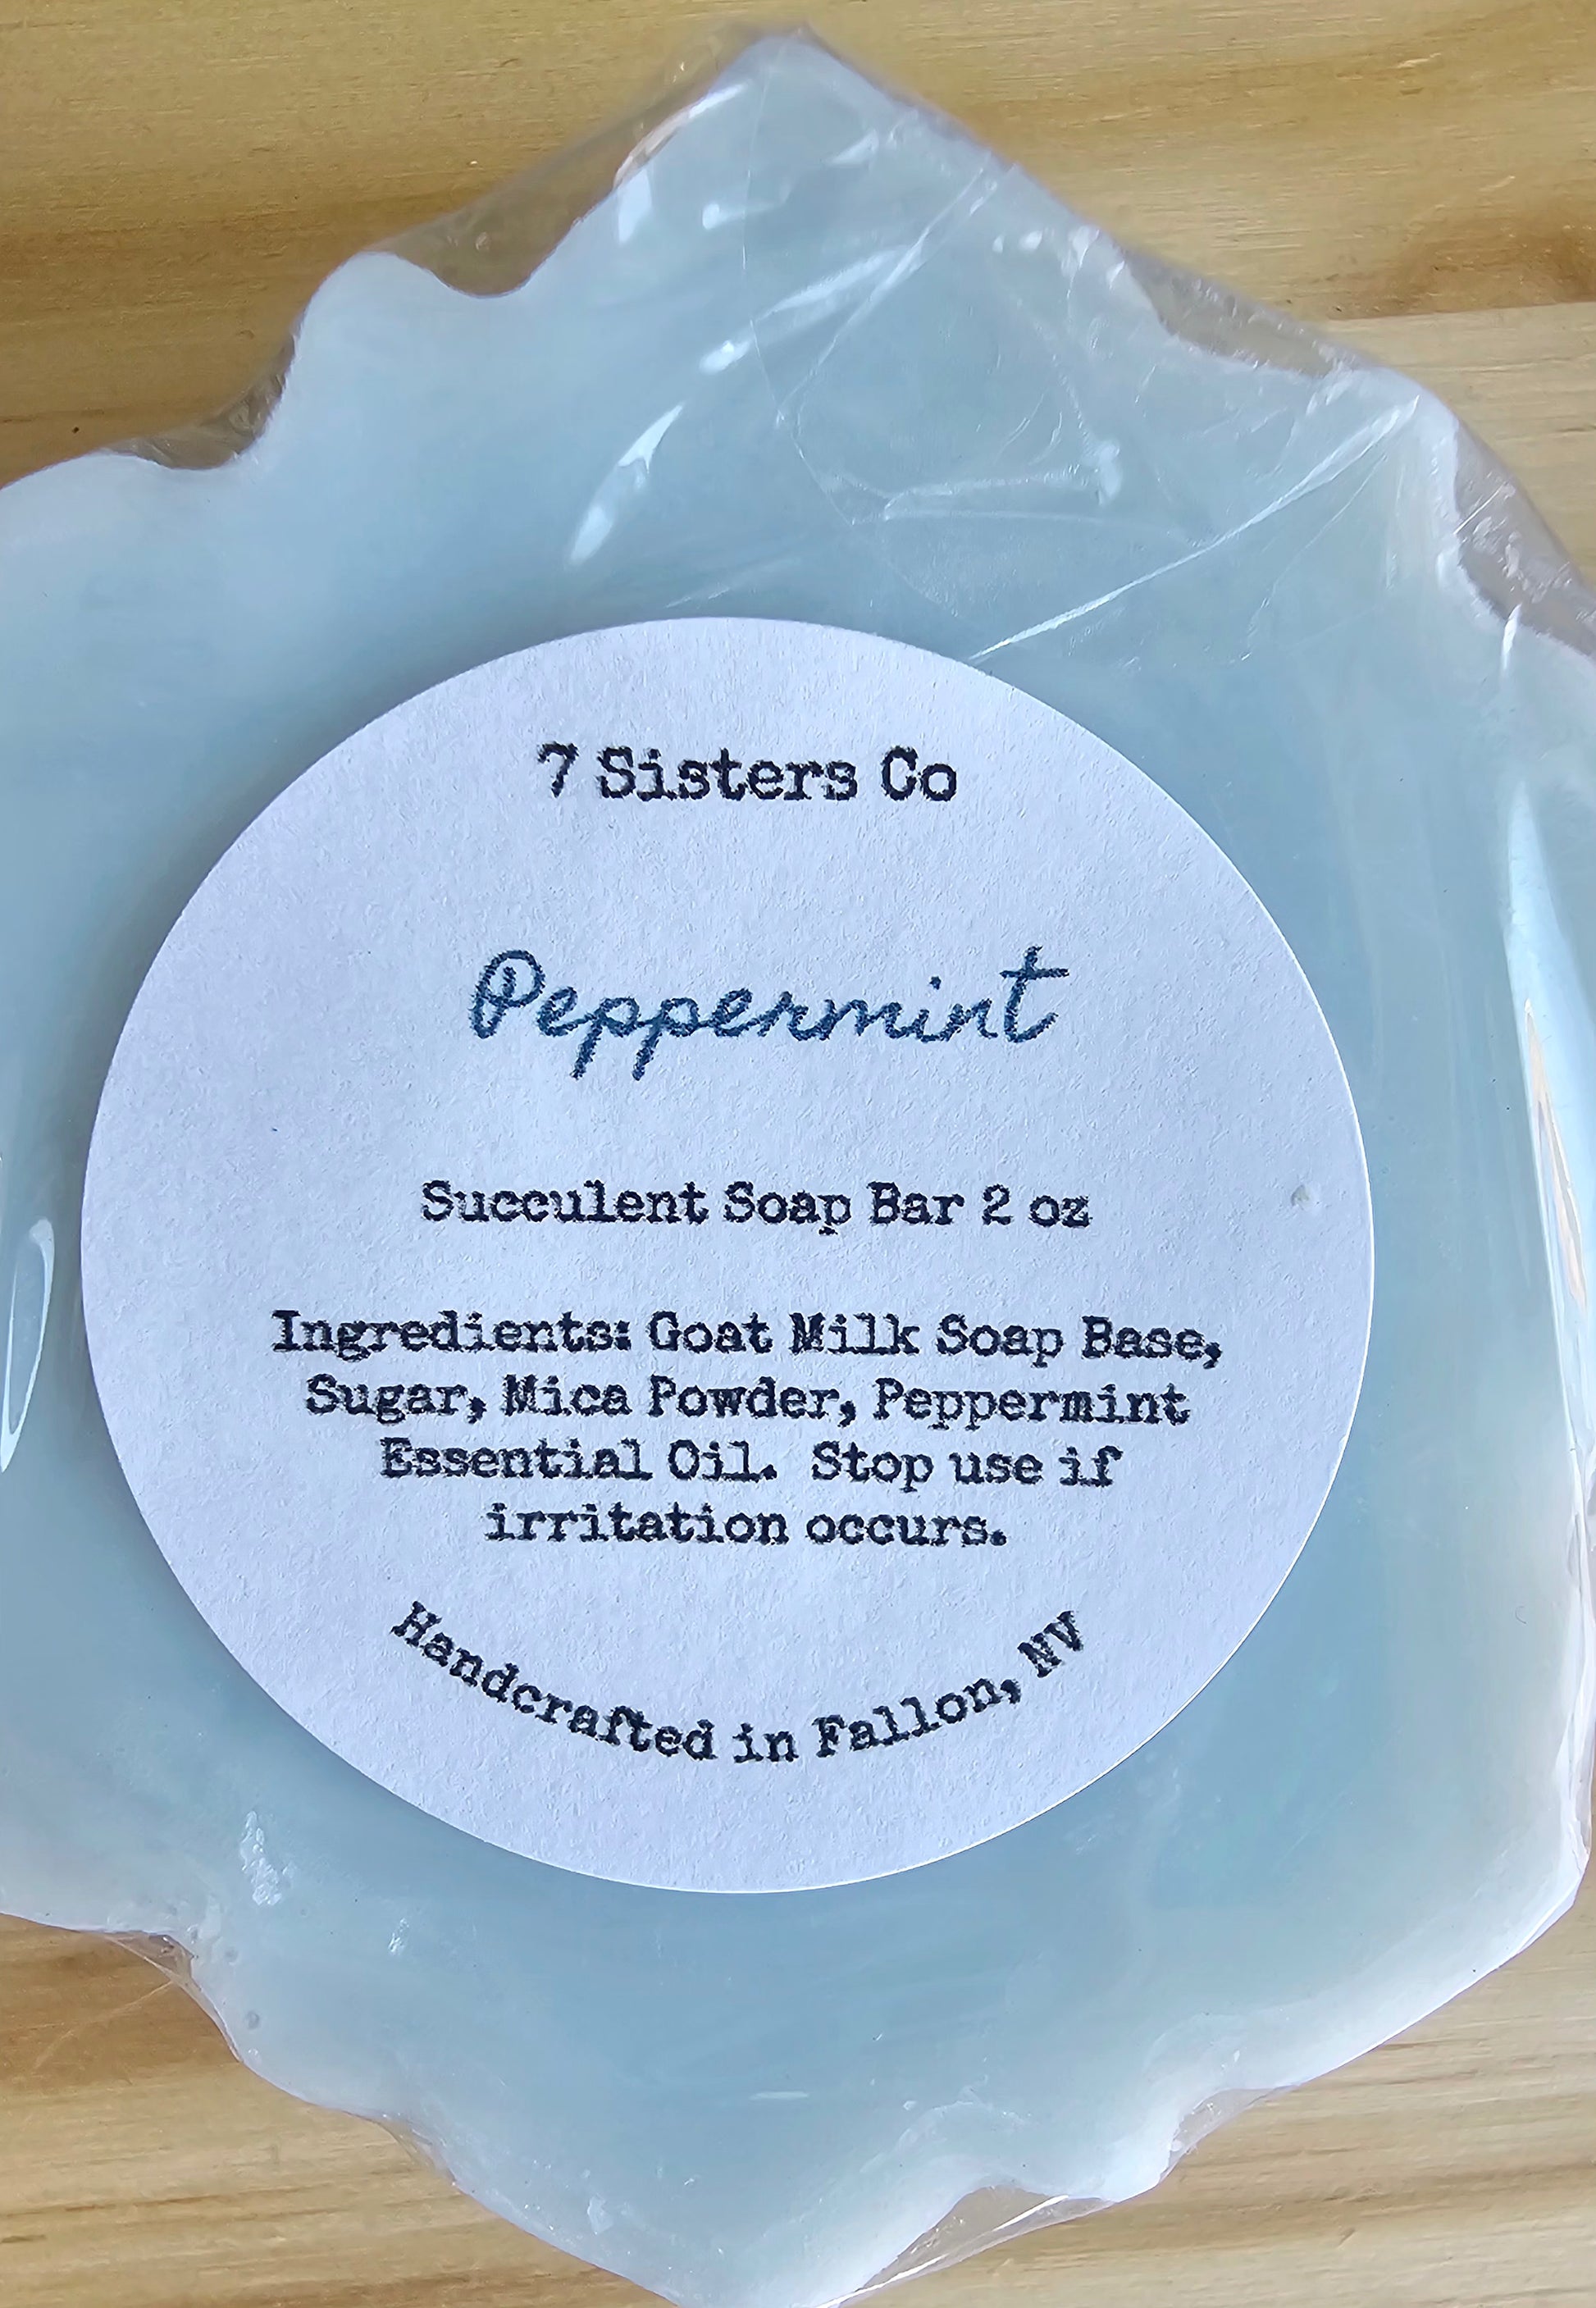 7 Sisters Co
Peppermint
Succulent Soap Bar 2 oz
Ingredients: Goat Milk Soap Base,
Sugar, Mica Powder, Peppermint
Essential Oil.  Stop use if
irritation occurs.
Handcrafted in Fallon, NV